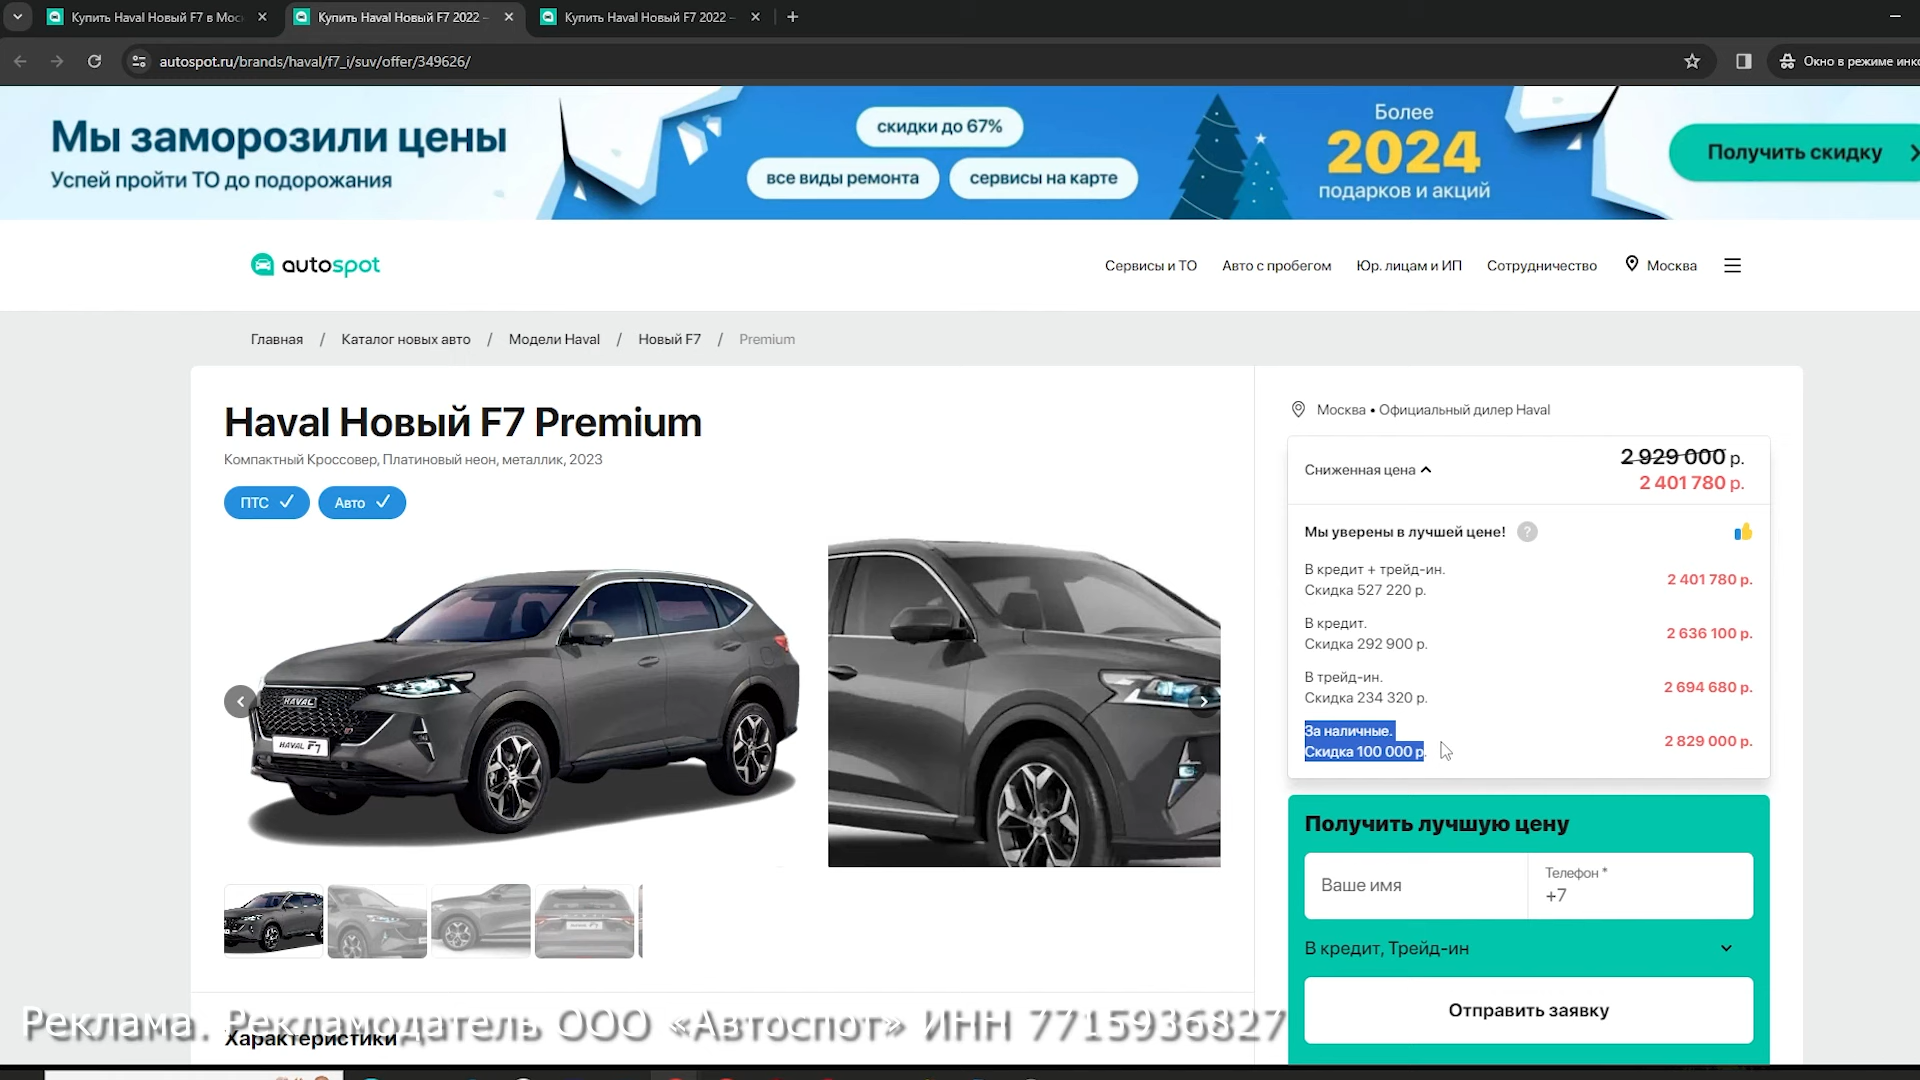 Купить Haval Новый F7 в Мос
Купить Haval Новый F7 2022 –
Купить Haval Новый F7 2022 –
autospot.ru/brands/haval/f7_i/suv/offer/349626/
Окно в режиме инко
Мы заморозили цены
Успей пройти ТО до подорожания
скидки до 67%
все виды ремонта
сервисы на карте
Более
2024
подарков и акций
Получить скидку
autospot
Сервисы и ТО
Авто с пробегом
Юр. лицам и ИП
Сотрудничество
Москва
Главная / Каталог новых авто / Модели Haval / Новый F7 / Premium
Haval Новый F7 Premium
Компактный Кроссовер, Платиновый неон, металлик, 2023
ПТС
Авто
HAVAL
HAVAL F7
Москва • Официальный дилер Haval
Сниженная цена
2 929 000 р.
2 401 780 р.
Мы уверены в лучшей цене! ?
В кредит + трейд-ин.
Скидка 527 220 р.
2 401 780 р.
В кредит.
Скидка 292 900 р.
2 636 100 р.
В трейд-ин.
Скидка 234 320 р.
2 694 680 р.
За наличные.
Скидка 100 000 р.
2 829 000 р.
Получить лучшую цену
Ваше имя
Телефон *
+7
В кредит, Трейд-ин
Отправить заявку
Характеристики
Реклама. Рекламодатель ООО «Автоспот» ИНН 7715936827